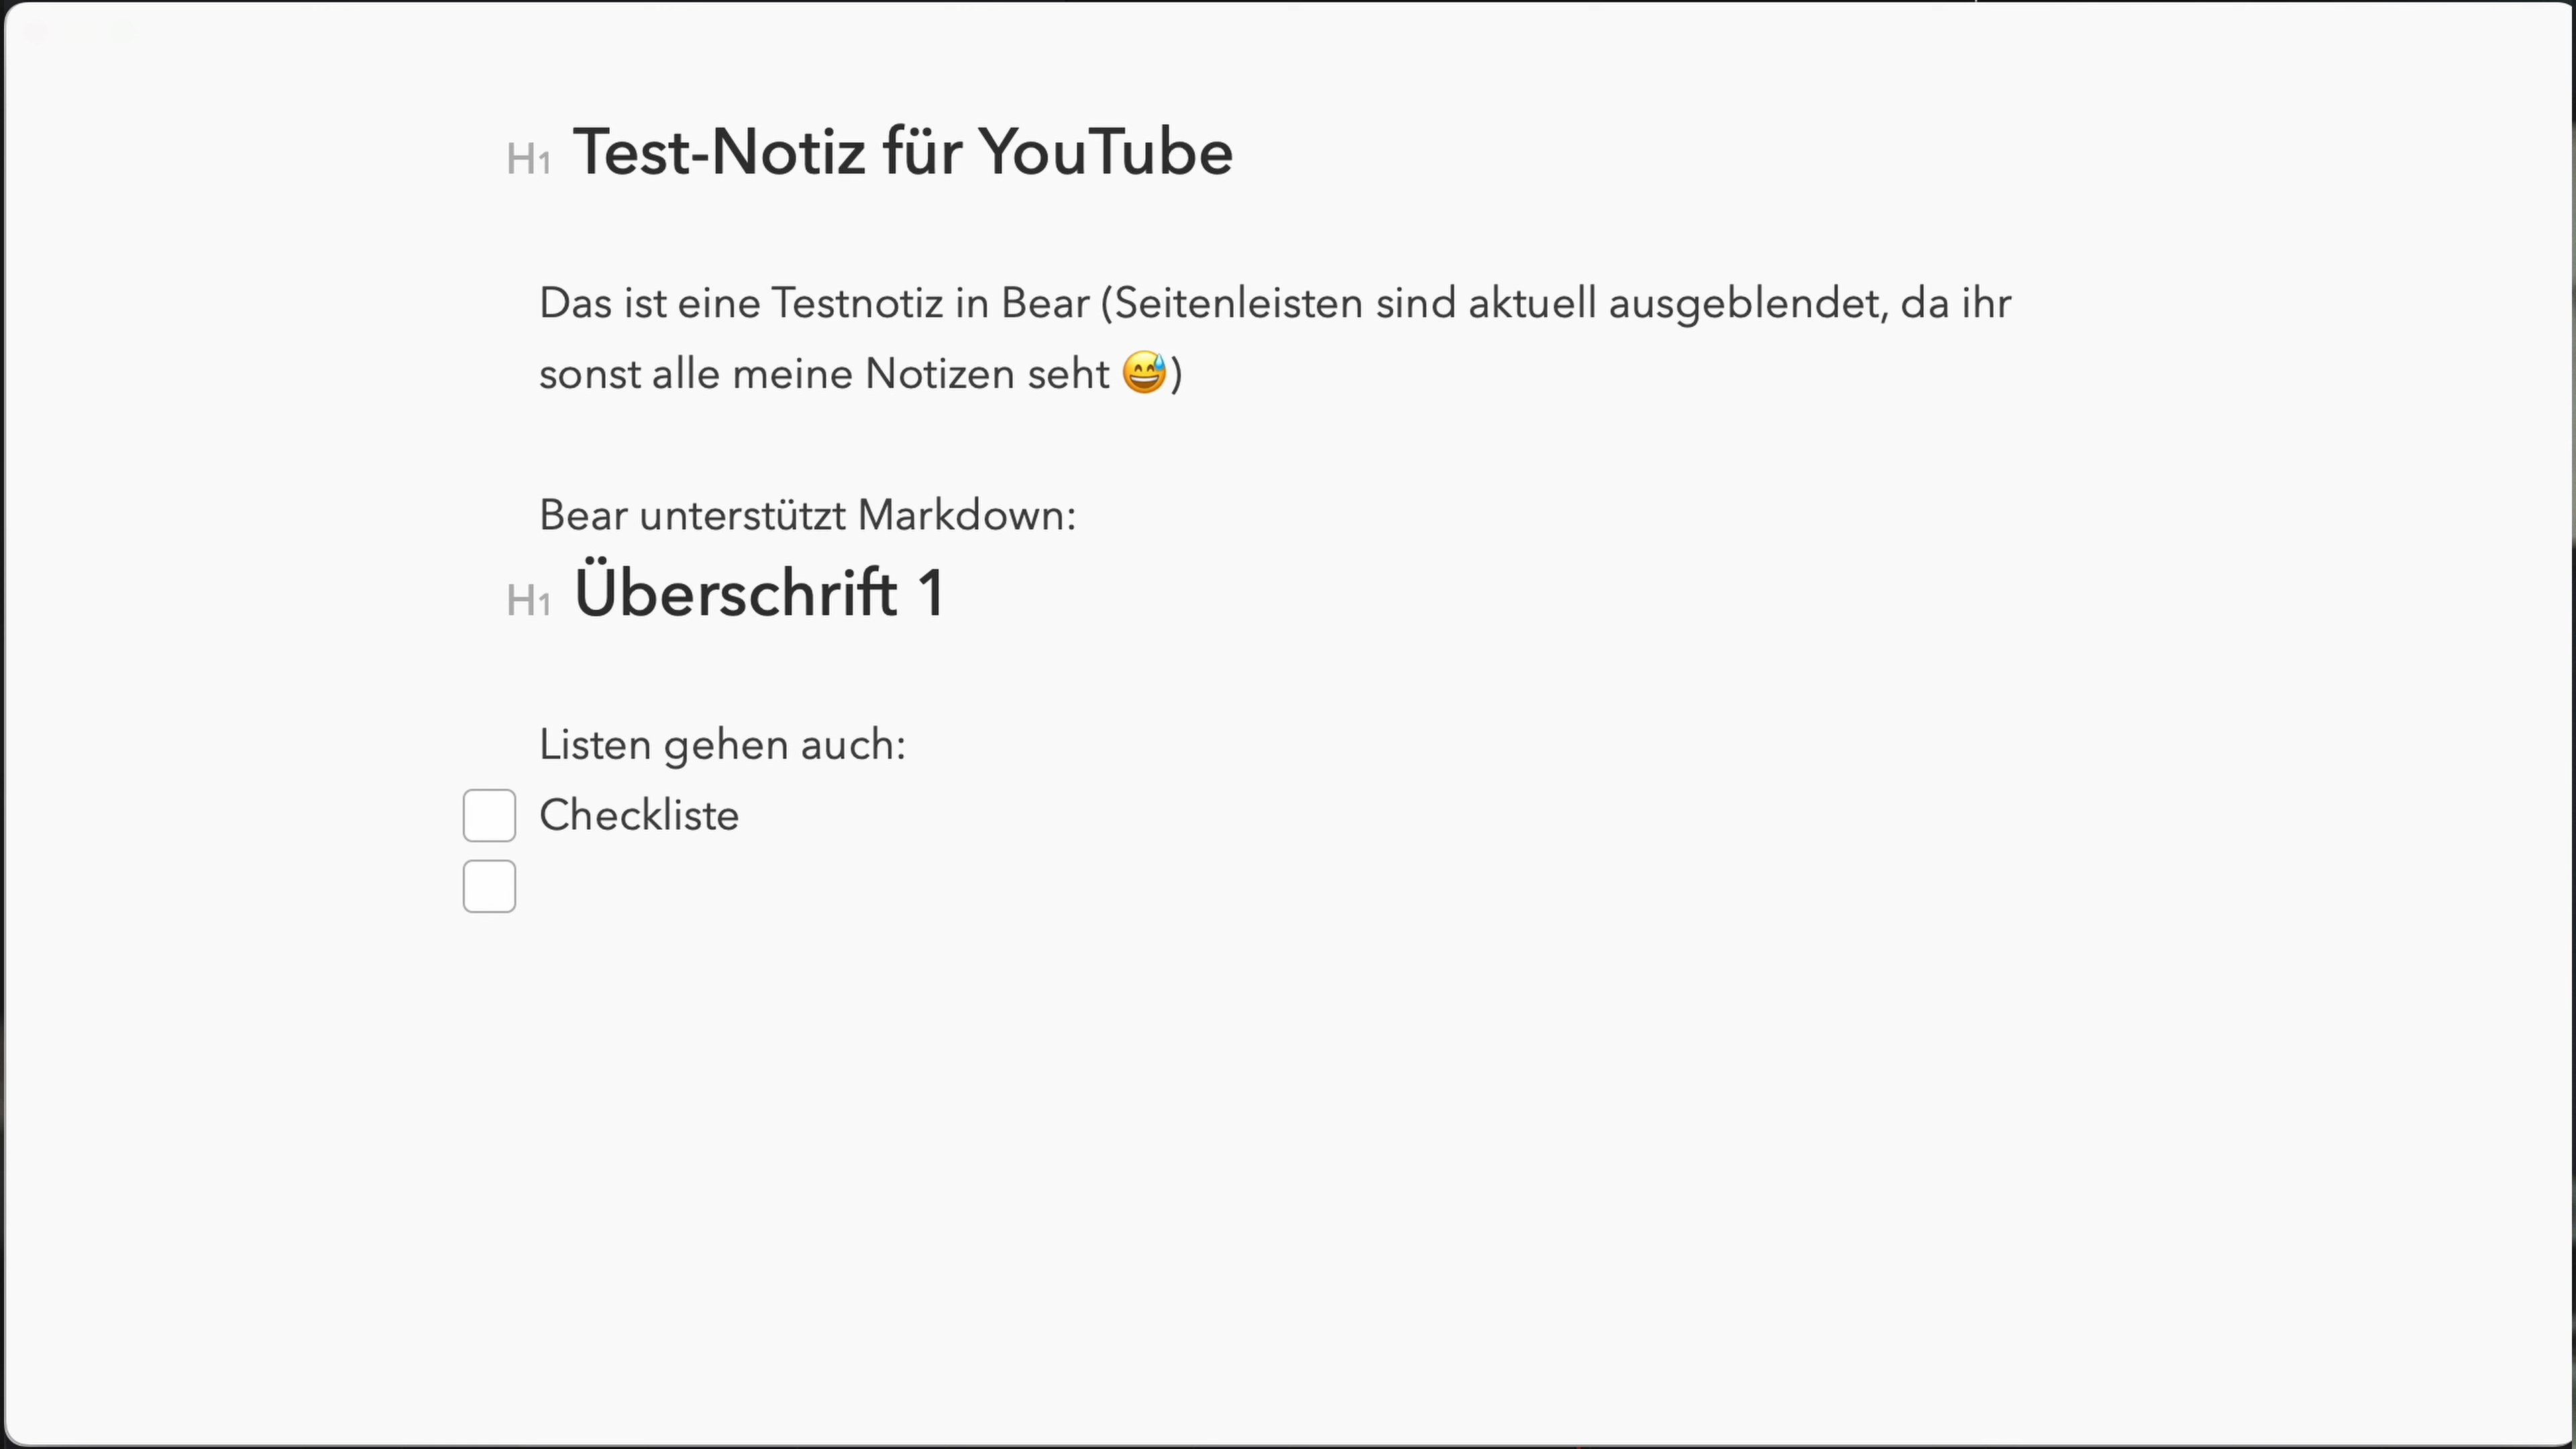 H1 Test-Notiz für YouTube
Das ist eine Testnotiz in Bear (Seitenleisten sind aktuell ausgeblendet, da ihr
sonst alle meine Notizen seht 😅)
Bear unterstützt Markdown:
H1 Überschrift 1
Listen gehen auch:
Checkliste